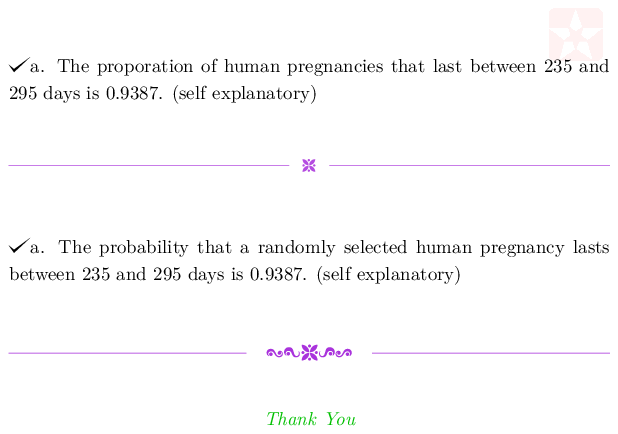 ✓a. The proporation of human pregnancies that last between 235 and
295 days is 0.9387. (self explanatory)
✓a. The probability that a randomly selected human pregnancy lasts
between 235 and 295 days is 0.9387. (self explanatory)
Thank You